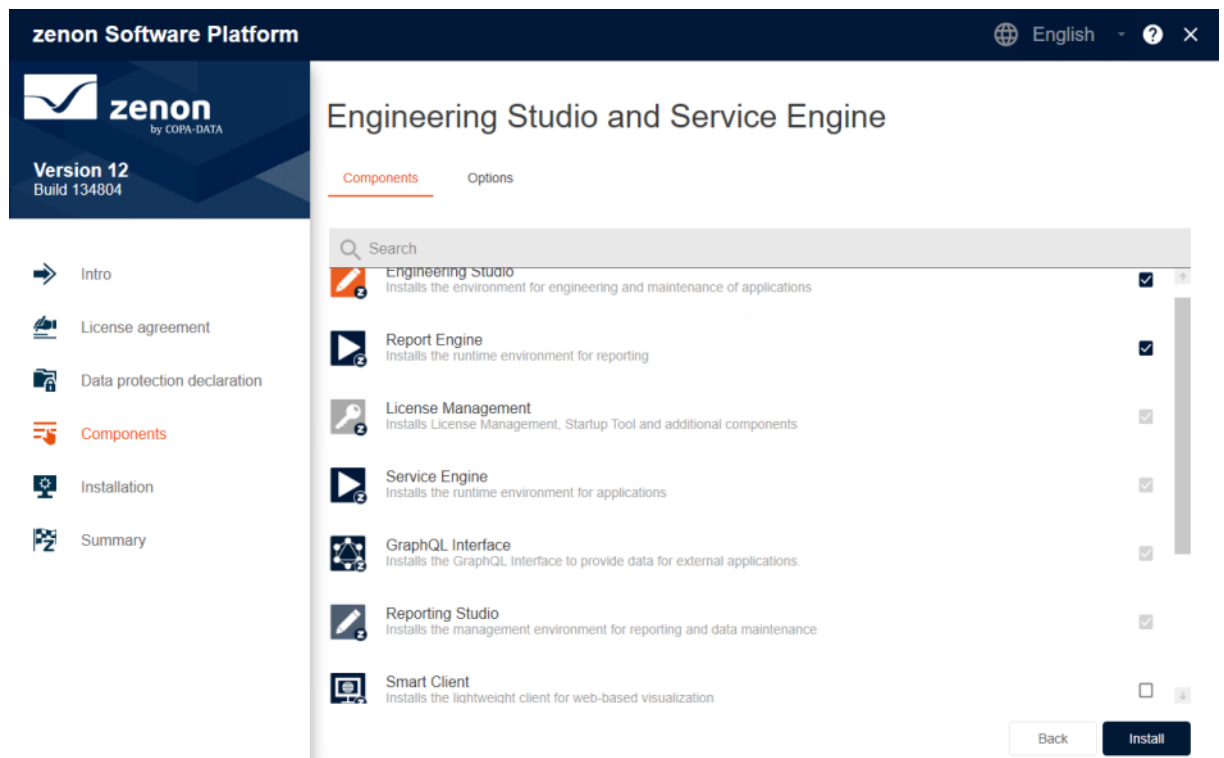 zenon Software Platform
English
zenon
by COPA-DATA
Version 12
Build 134804
Intro
License agreement
Data protection declaration
Components
Installation
Summary
Engineering Studio and Service Engine
Components
Options
Search
Engineering Studio
Installs the environment for engineering and maintenance of applications
Report Engine
Installs the runtime environment for reporting
License Management
Installs License Management, Startup Tool and additional components
Service Engine
Installs the runtime environment for applications
GraphQL Interface
Installs the GraphQL Interface to provide data for external applications.
Reporting Studio
Installs the management environment for reporting and data maintenance
Smart Client
Installs the lightweight client for web-based visualization
Back
Install